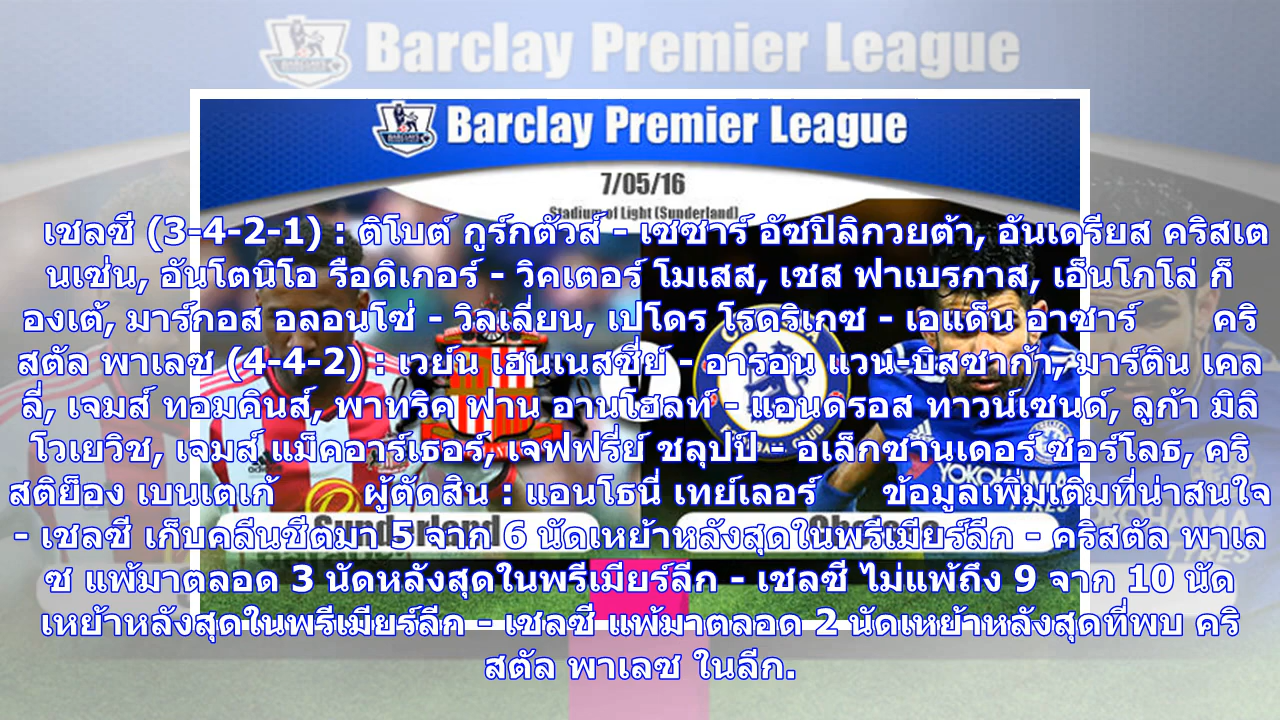 Barclay Premier League
Barclay Premier League
7/05/16
Stadium of Light (Sunderland)
เชลซี (3-4-2-1) : ติโบต์ กูร์กตัวส์ - เซซาร์ อัซปิลิกวยต้า, อันเดรียส คริสเต
นเซ่น, อันโตนิโอ รือดิเกอร์ - วิคเตอร์ โมเสส, เชส ฟาเบรกาส, เอ็นโกโล่ ก็
องเต้, มาร์กอส อลอนโซ่ - วิลเลี่ยน, เปโดร โรดริเกซ - เอแด็น อาซาร์ คริ
สตัล พาเลซ (4-4-2) : เวย์น เฮนเนสซี่ย์ - อารอน แวน-บิสซาก้า, มาร์ติน เคล
ลี่, เจมส์ ทอมคินส์, พาทริค ฟาน อานโฮลท์ - แอนดรอส ทาวน์เซนด์, ลูก้า มิลิ
โวเยวิช, เจมส์ แม็คอาร์เธอร์, เจฟฟรี่ย์ ชลุปป์ - อเล็กซานเดอร์ ซอร์โลธ, คริ
สติย็อง เบนเตเก้ ผู้ตัดสิน : แอนโธนี่ เทย์เลอร์ ข้อมูลเพิ่มเติมที่น่าสนใจ
- เชลซี เก็บคลีนชีตมา 5 จาก 6 นัดเหย้าหลังสุดในพรีเมียร์ลีก - คริสตัล พาเล
ซ แพ้มาตลอด 3 นัดหลังสุดในพรีเมียร์ลีก - เชลซี ไม่แพ้ถึง 9 จาก 10 นัด
เหย้าหลังสุดในพรีเมียร์ลีก - เชลซี แพ้มาตลอด 2 นัดเหย้าหลังสุดที่พบ คริ
สตัล พาเลซ ในลีก.
adidas
YOKOHAMA
TYRES
Sunderland
Chelsea